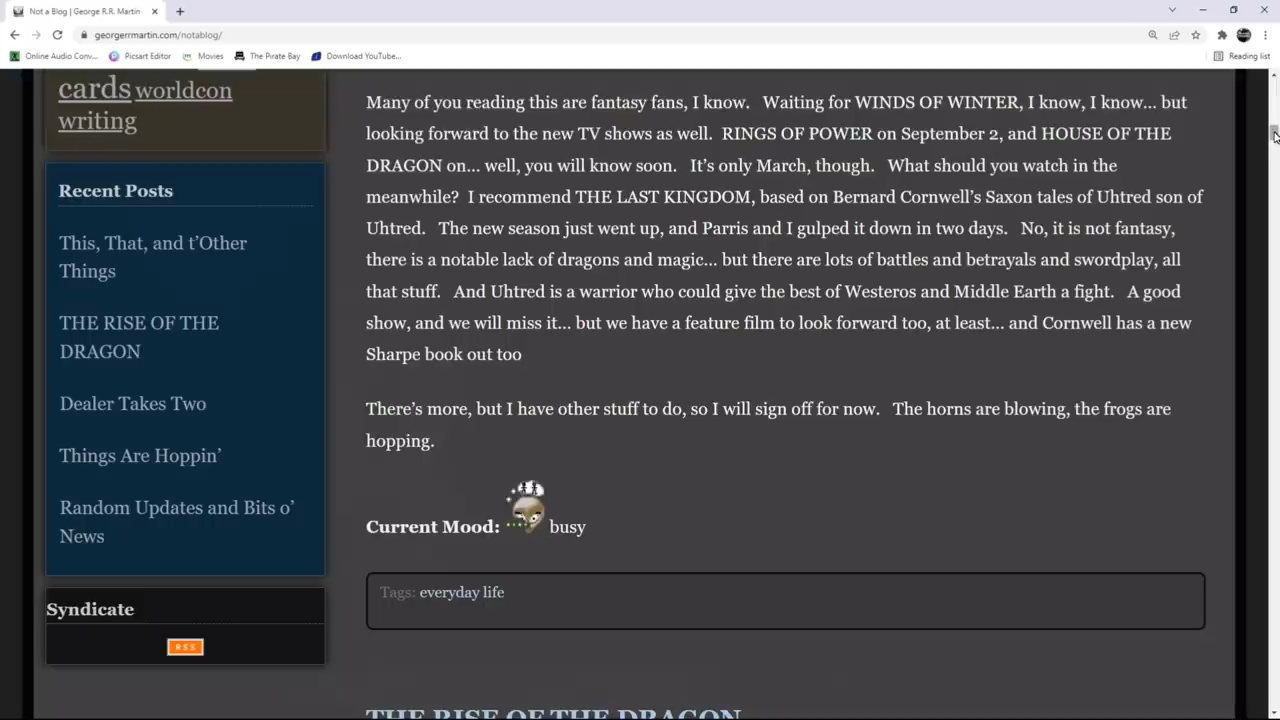 Not a Blog | George R.R. Martin
georgerrmartin.com/notablog/
Online Audio Conv... Picsart Editor Movies The Pirate Bay Download YouTube... Reading list
cards worldcon
writing
Recent Posts
This, That, and t’Other
Things
THE RISE OF THE
DRAGON
Dealer Takes Two
Things Are Hoppin’
Random Updates and Bits o’
News
Syndicate
RSS
Many of you reading this are fantasy fans, I know. Waiting for WINDS OF WINTER, I know, I know… but
looking forward to the new TV shows as well. RINGS OF POWER on September 2, and HOUSE OF THE
DRAGON on… well, you will know soon. It’s only March, though. What should you watch in the
meanwhile? I recommend THE LAST KINGDOM, based on Bernard Cornwell’s Saxon tales of Uhtred son of
Uhtred. The new season just went up, and Parris and I gulped it down in two days. No, it is not fantasy,
there is a notable lack of dragons and magic… but there are lots of battles and betrayals and swordplay, all
that stuff. And Uhtred is a warrior who could give the best of Westeros and Middle Earth a fight. A good
show, and we will miss it… but we have a feature film to look forward too, at least… and Cornwell has a new
Sharpe book out too
There’s more, but I have other stuff to do, so I will sign off for now. The horns are blowing, the frogs are
hopping.
Current Mood: busy
Tags: everyday life
THE RISE OF THE DRAGON